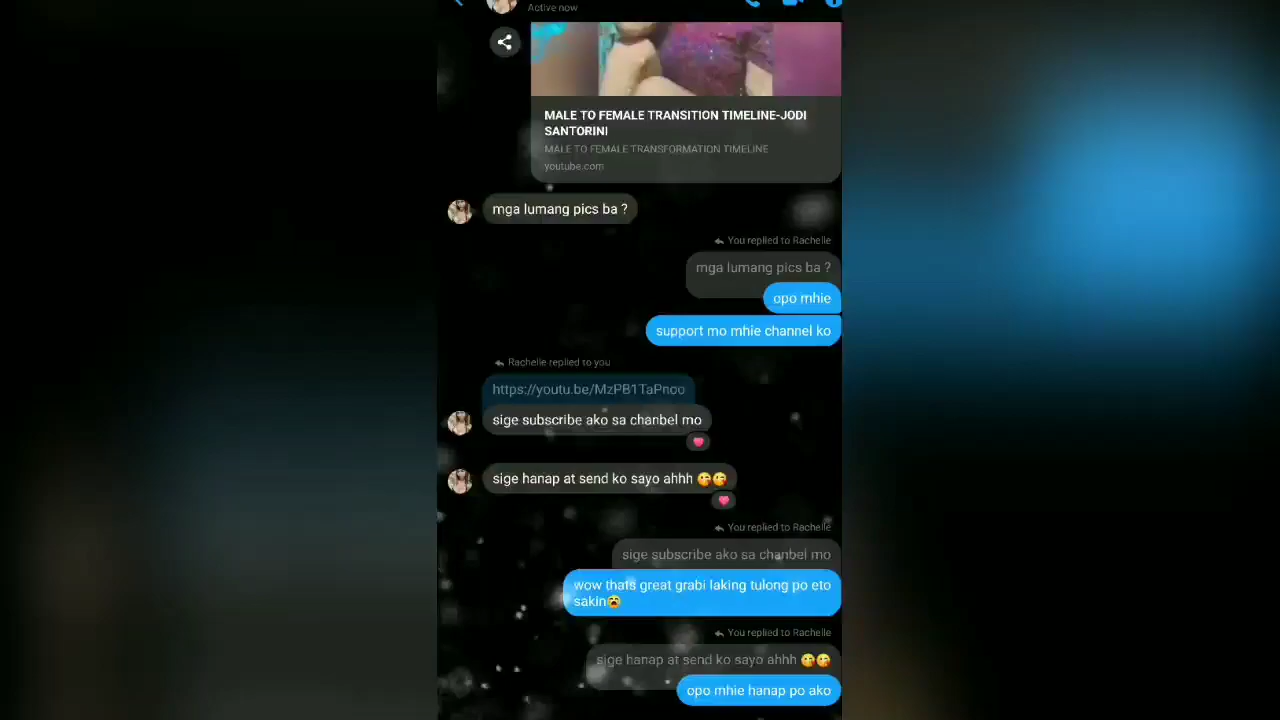 Active now
MALE TO FEMALE TRANSITION TIMELINE-JODI
SANTORINI
MALE TO FEMALE TRANSFORMATION TIMELINE
youtube.com
mga lumang pics ba ?
You replied to Rachelle
mga lumang pics ba ?
opo mhie
support mo mhie channel ko
Rachelle replied to you
https://youtu.be/MzPB1TaPnoo
sige subscribe ako sa chanbel mo
sige hanap at send ko sayo ahhh 😘😘
You replied to Rachelle
sige subscribe ako sa chanbel mo
wow thats great grabi laking tulong po eto
sakin😭
You replied to Rachelle
sige hanap at send ko sayo ahhh 😘😘
opo mhie hanap po ako